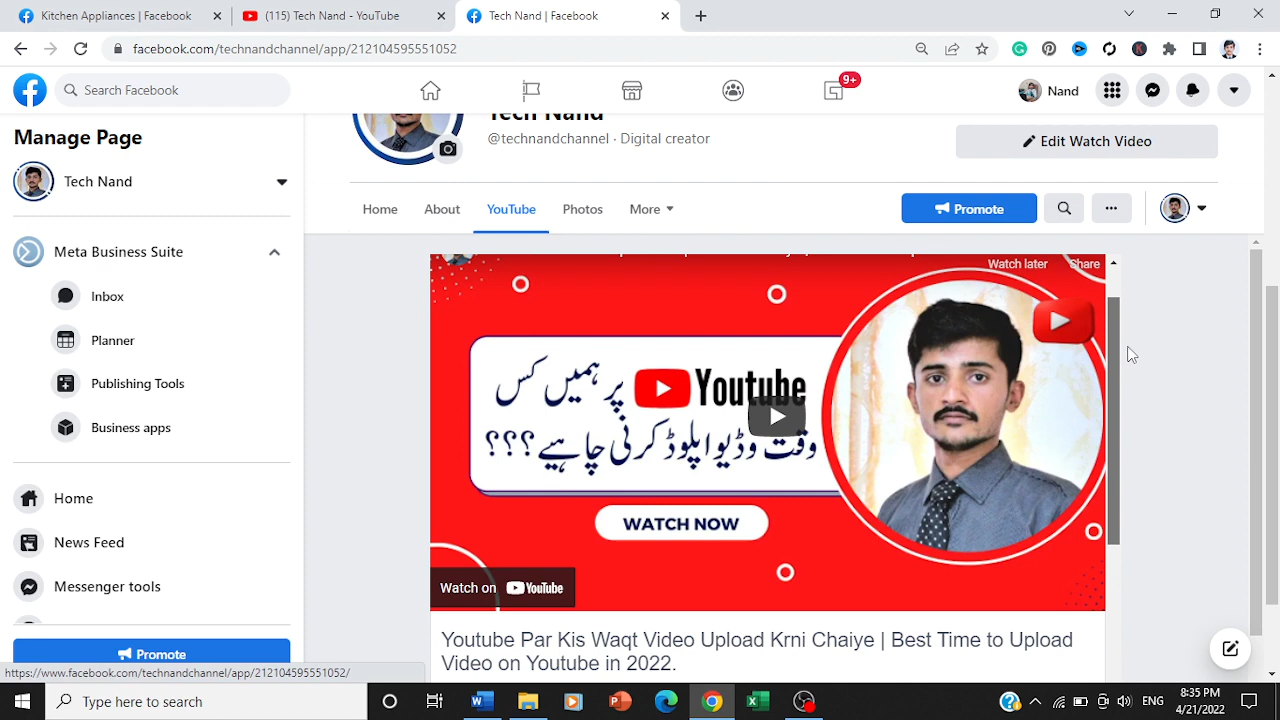 Kitchen Appliances | Facebook
(115) Tech Nand - YouTube
Tech Nand | Facebook
facebook.com/technandchannel/app/212104595551052
Search Facebook
9+
Nand
Manage Page
Tech Nand
Tech Nand
@technandchannel · Digital creator
Edit Watch Video
Home
About
YouTube
Photos
More
Promote
Meta Business Suite
Inbox
Planner
Publishing Tools
Business apps
Home
News Feed
Messenger tools
Promote
Watch later
Share
پر ہمیں کس Youtube
وقت وڈیو اپلوڈ کرنی چاہیے؟؟؟
WATCH NOW
Watch on YouTube
Youtube Par Kis Waqt Video Upload Krni Chaiye | Best Time to Upload
Video on Youtube in 2022.
https://www.facebook.com/technandchannel/app/212104595551052/
Type here to search
ENG
8:35 PM
4/21/2022